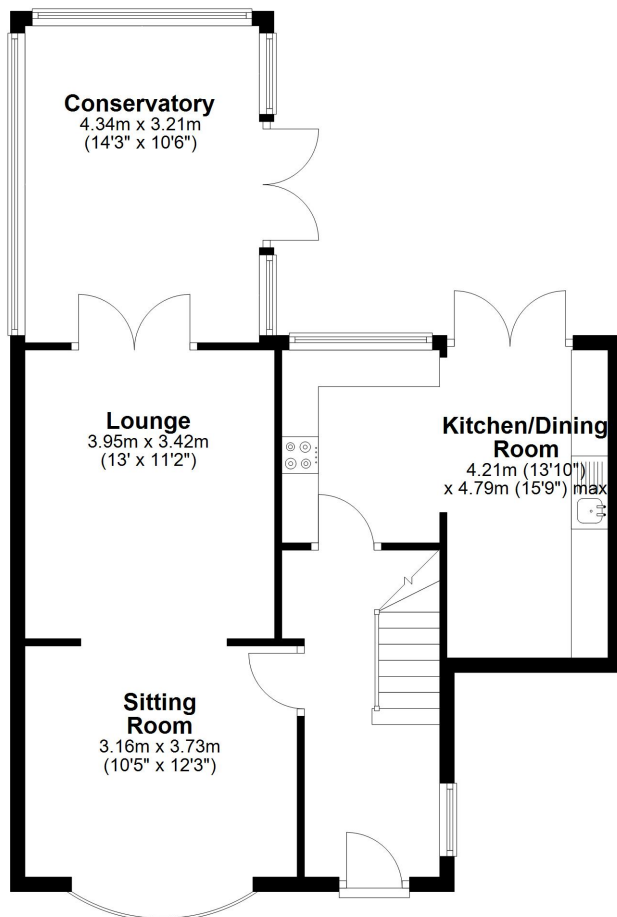 Conservatory
4.34m x 3.21m
(14'3" x 10'6")
Lounge
3.95m x 3.42m
(13' x 11'2")
Kitchen/Dining
Room
4.21m (13'10")
x 4.79m (15'9") max
Sitting
Room
3.16m x 3.73m
(10'5" x 12'3")